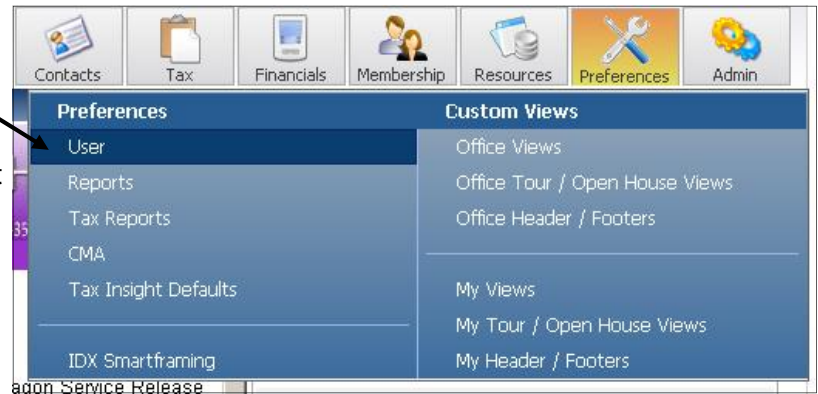 Contacts Tax Financials Membership Resources Preferences Admin
Preferences
User
Reports
Tax Reports
CMA
Tax Insight Defaults
IDX Smartframing
Custom Views
Office Views
Office Tour / Open House Views
Office Header / Footers
My Views
My Tour / Open House Views
My Header / Footers
35
agon Service Release